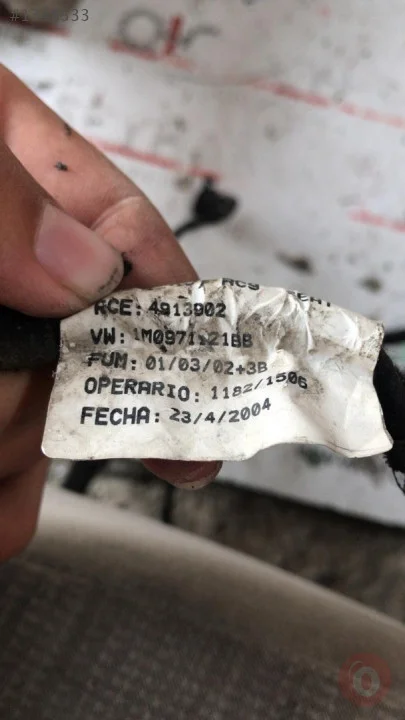 RCE: 4913902
VW: 1M0971121BB
FUM: 01/03/02+3B
OPERARIO: 1182/1506
FECHA: 23/4/2004